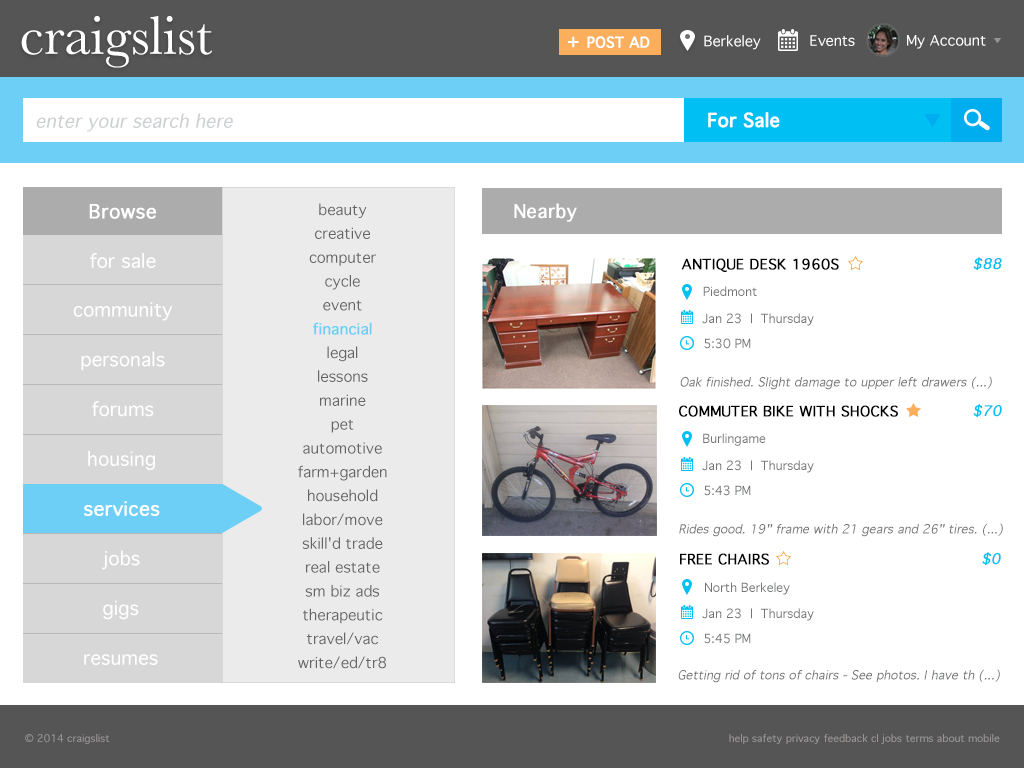 craigslist
+ POST AD
Berkeley
Events
My Account
enter your search here
For Sale
Browse
for sale
community
personals
forums
housing
services
jobs
gigs
resumes
beauty
creative
computer
cycle
event
financial
legal
lessons
marine
pet
automotive
farm+garden
household
labor/move
skill'd trade
real estate
sm biz ads
therapeutic
travel/vac
write/ed/tr8
Nearby
ANTIQUE DESK 1960S
$88
Piedmont
Jan 23 | Thursday
5:30 PM
Oak finished. Slight damage to upper left drawers (...)
COMMUTER BIKE WITH SHOCKS
$70
Burlingame
Jan 23 | Thursday
5:43 PM
Rides good. 19" frame with 21 gears and 26" tires. (...)
FREE CHAIRS
$0
North Berkeley
Jan 23 | Thursday
5:45 PM
Getting rid of tons of chairs - See photos. I have th (...)
© 2014 craigslist
help safety privacy feedback cl jobs terms about mobile